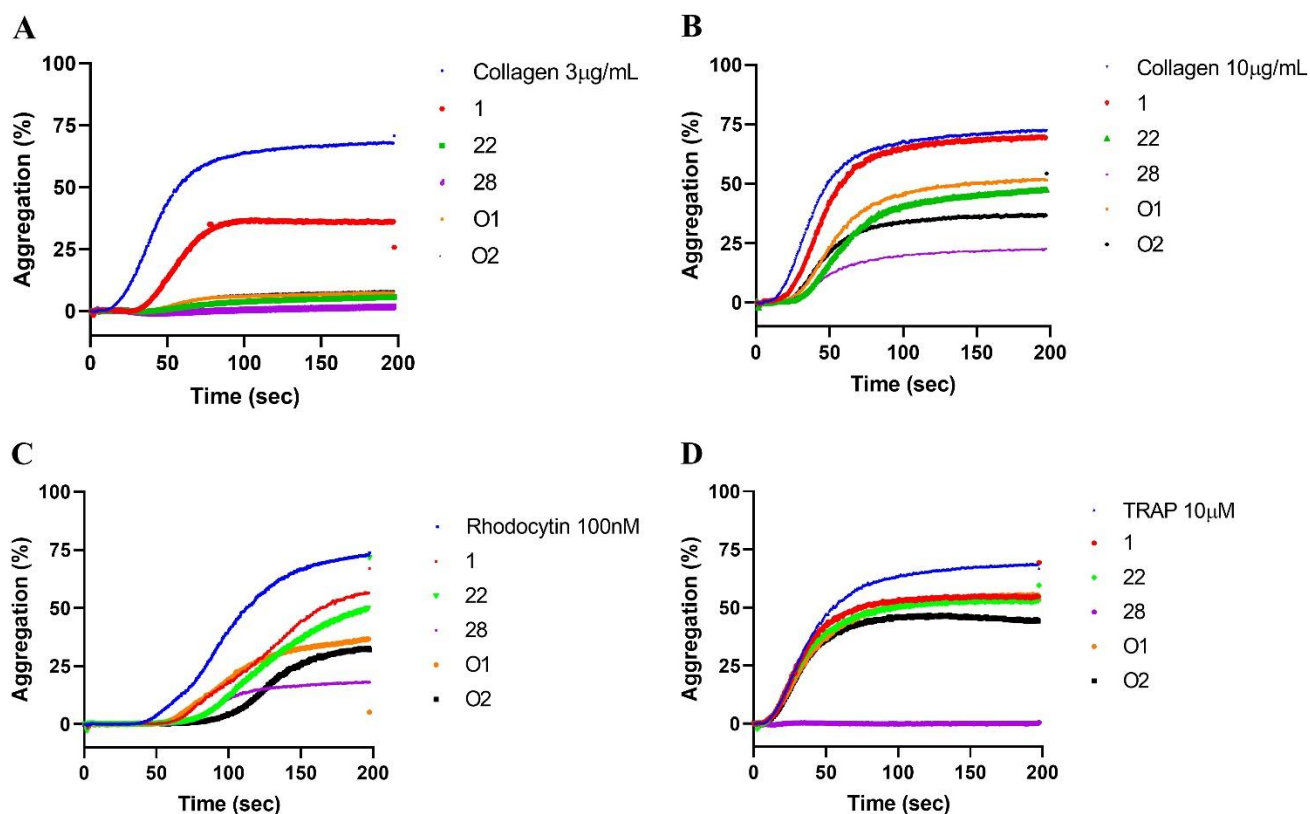 A
Aggregation (%)
100
75
50
25
0
0 50 100 150 200
Time (sec)
Collagen 3μg/mL
1
22
28
O1
O2
B
Aggregation (%)
100
75
50
25
0
0 50 100 150 200
Time (sec)
Collagen 10μg/mL
1
22
28
O1
O2
C
Aggregation (%)
100
75
50
25
0
0 50 100 150 200
Time (sec)
Rhodocytin 100nM
1
22
28
O1
O2
D
Aggregation (%)
100
75
50
25
0
0 50 100 150 200
Time (sec)
TRAP 10μM
1
22
28
O1
O2